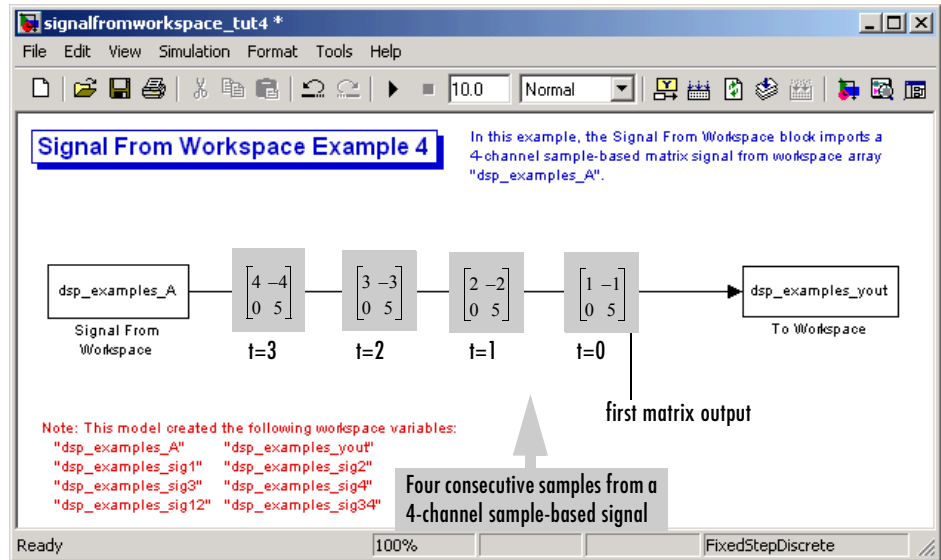 signalfromworkspace_tut4 *
File Edit View Simulation Format Tools Help
10.0 Normal
Signal From Workspace Example 4
In this example, the Signal From Workspace block imports a
4-channel sample-based matrix signal from workspace array
"dsp_examples_A".
dsp_examples_A
Signal From
Workspace
4 -4
0 5
t=3
3 -3
0 5
t=2
2 -2
0 5
t=1
1 -1
0 5
t=0
dsp_examples_yout
To Workspace
first matrix output
Note: This model created the following workspace variables:
"dsp_examples_A" "dsp_examples_yout"
"dsp_examples_sig1" "dsp_examples_sig2"
"dsp_examples_sig3" "dsp_examples_sig4"
"dsp_examples_sig12" "dsp_examples_sig34"
Four consecutive samples from a
4-channel sample-based signal
Ready 100% FixedStepDiscrete